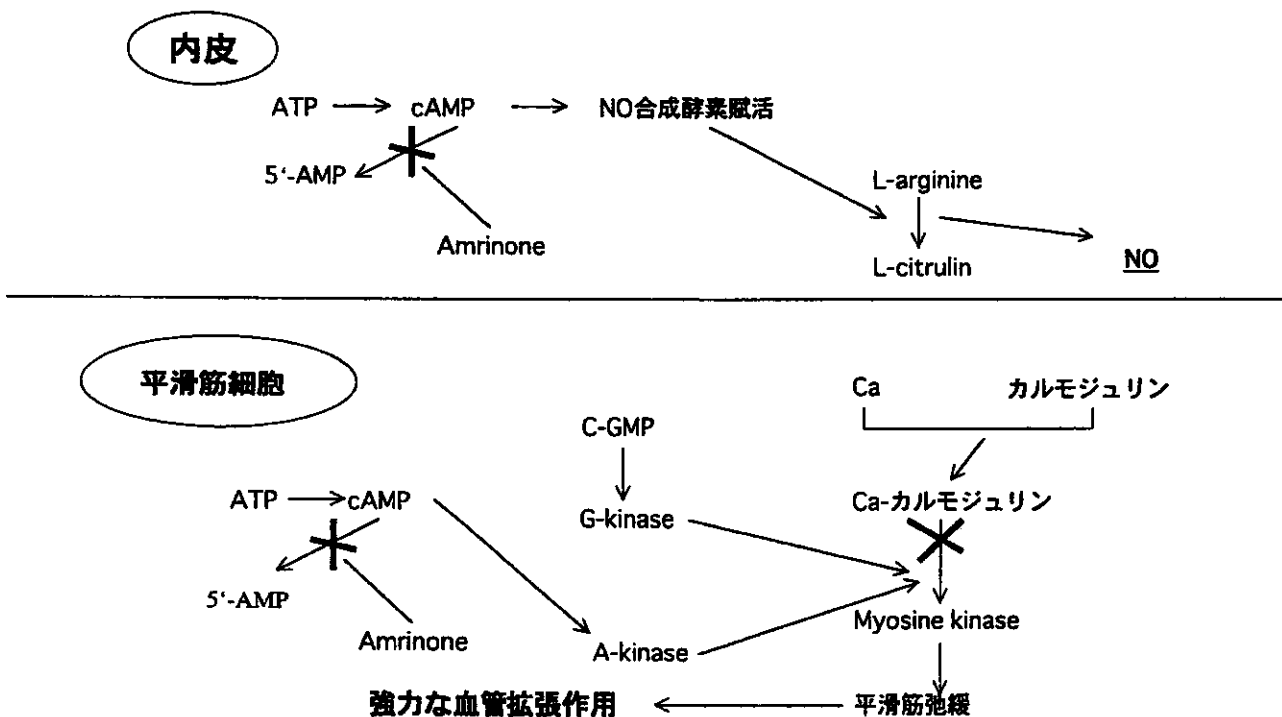 内皮
ATP
cAMP
NO合成酵素賦活
5‘-AMP
Amrinone
L-arginine
L-citrulin
NO
平滑筋細胞
Ca
カルモジュリン
C-GMP
ATP
cAMP
G-kinase
Ca-カルモジュリン
5‘-AMP
Amrinone
A-kinase
Myosine kinase
強力な血管拡張作用
平滑筋弛緩